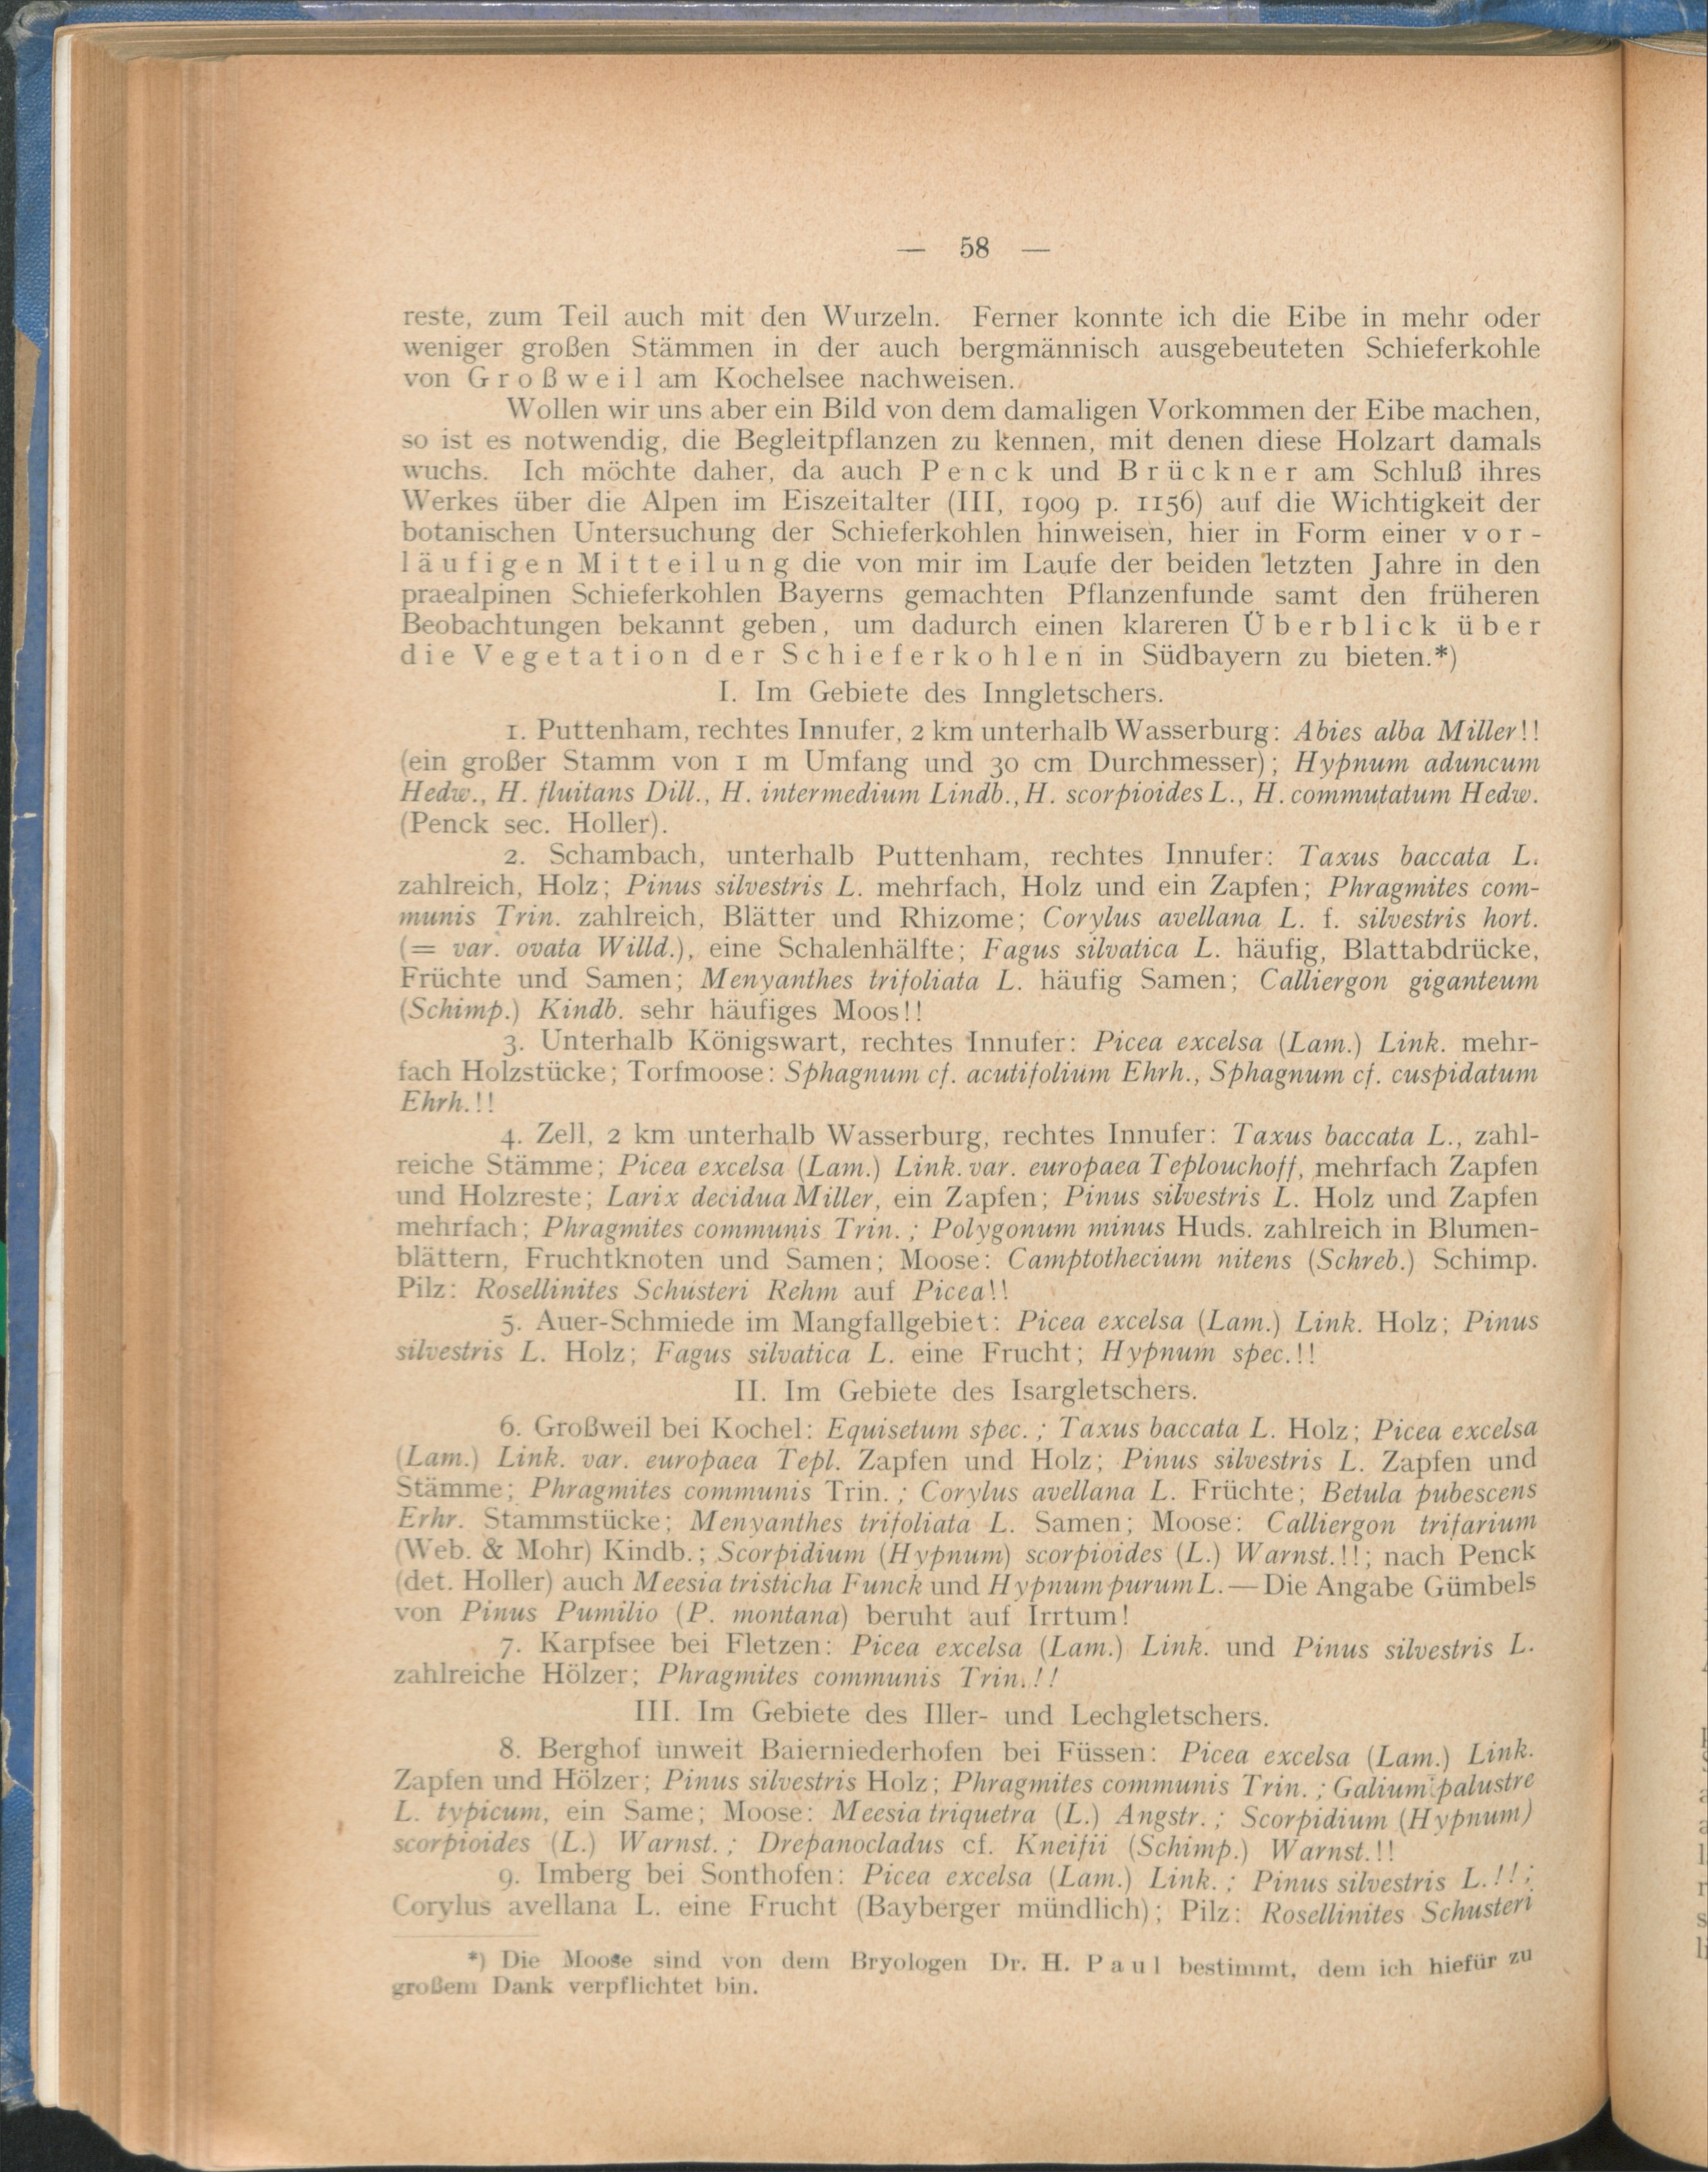 — 58 —
reste, zum Teil auch mit den Wurzeln. Ferner konnte ich die Eibe in mehr oder
weniger großen Stämmen in der auch bergmännisch ausgebeuteten Schieferkohle
von Großweil am Kochelsee nachweisen.
Wollen wir uns aber ein Bild von dem damaligen Vorkommen der Eibe machen,
so ist es notwendig, die Begleitpflanzen zu kennen, mit denen diese Holzart damals
wuchs. Ich möchte daher, da auch Penck und Brückner am Schluß ihres
Werkes über die Alpen im Eiszeitalter (III, 1909 p. 1156) auf die Wichtigkeit der
botanischen Untersuchung der Schieferkohlen hinweisen, hier in Form einer vor-
läufigen Mitteilung die von mir im Laufe der beiden letzten Jahre in den
praealpinen Schieferkohlen Bayerns gemachten Pflanzenfunde samt den früheren
Beobachtungen bekannt geben, um dadurch einen klareren Überblick über
die Vegetation der Schieferkohlen in Südbayern zu bieten.*)
I. Im Gebiete des Inngletschers.
1. Puttenham, rechtes Innufer, 2 km unterhalb Wasserburg: Abies alba Miller!!
(ein großer Stamm von 1 m Umfang und 30 cm Durchmesser); Hypnum aduncum
Hedw., H. fluitans Dill., H. intermedium Lindb., H. scorpioides L., H. commutatum Hedw.
(Penck sec. Holler).
2. Schambach, unterhalb Puttenham, rechtes Innufer: Taxus baccata L.
zahlreich, Holz; Pinus silvestris L. mehrfach, Holz und ein Zapfen; Phragmites com-
munis Trin. zahlreich, Blätter und Rhizome; Corylus avellana L. f. silvestris hort.
(= var. ovata Willd.), eine Schalenhälfte; Fagus silvatica L. häufig, Blattabdrücke,
Früchte und Samen; Menyanthes trifoliata L. häufig Samen; Calliergon giganteum
(Schimp.) Kindb. sehr häufiges Moos!!
3. Unterhalb Königswart, rechtes Innufer: Picea excelsa (Lam.) Link. mehr-
fach Holzstücke; Torfmoose: Sphagnum cf. acutifolium Ehrh., Sphagnum cf. cuspidatum
Ehrh.!!
4. Zell, 2 km unterhalb Wasserburg, rechtes Innufer: Taxus baccata L., zahl-
reiche Stämme; Picea excelsa (Lam.) Link. var. europaea Teplouchoff, mehrfach Zapfen
und Holzreste; Larix decidua Miller, ein Zapfen; Pinus silvestris L. Holz und Zapfen
mehrfach; Phragmites communis Trin.; Polygonum minus Huds. zahlreich in Blumen-
blättern, Fruchtknoten und Samen; Moose: Camptothecium nitens (Schreb.) Schimp.
Pilz: Rosellinites Schusteri Rehm auf Picea!!
5. Auer-Schmiede im Mangfallgebiet: Picea excelsa (Lam.) Link. Holz; Pinus
silvestris L. Holz; Fagus silvatica L. eine Frucht; Hypnum spec.!!
II. Im Gebiete des Isargletschers.
6. Großweil bei Kochel: Equisetum spec.; Taxus baccata L. Holz; Picea excelsa
(Lam.) Link. var. europaea Tepl. Zapfen und Holz; Pinus silvestris L. Zapfen und
Stämme; Phragmites communis Trin.; Corylus avellana L. Früchte; Betula pubescens
Erhr. Stammstücke; Menyanthes trifoliata L. Samen; Moose: Calliergon trifarium
(Web. & Mohr) Kindb.; Scorpidium (Hypnum) scorpioides (L.) Warnst.!!; nach Penck
(det. Holler) auch Meesia tristicha Funck und Hypnum purum L. — Die Angabe Gümbels
von Pinus Pumilio (P. montana) beruht auf Irrtum!
7. Karpfsee bei Fletzen: Picea excelsa (Lam.) Link. und Pinus silvestris L.
zahlreiche Hölzer; Phragmites communis Trin.!!
III. Im Gebiete des Iller- und Lechgletschers.
8. Berghof unweit Baierniederhofen bei Füssen: Picea excelsa (Lam.) Link.
Zapfen und Hölzer; Pinus silvestris Holz; Phragmites communis Trin.; Galium palustre
L. typicum, ein Same; Moose: Meesia triquetra (L.) Angstr.; Scorpidium (Hypnum)
scorpioides (L.) Warnst.; Drepanocladus cf. Kneifii (Schimp.) Warnst.!!
9. Imberg bei Sonthofen: Picea excelsa (Lam.) Link.; Pinus silvestris L.!!;
Corylus avellana L. eine Frucht (Bayberger mündlich); Pilz: Rosellinites Schusteri
*) Die Moose sind von dem Bryologen Dr. H. Paul bestimmt, dem ich hiefür zu
großem Dank verpflichtet bin.